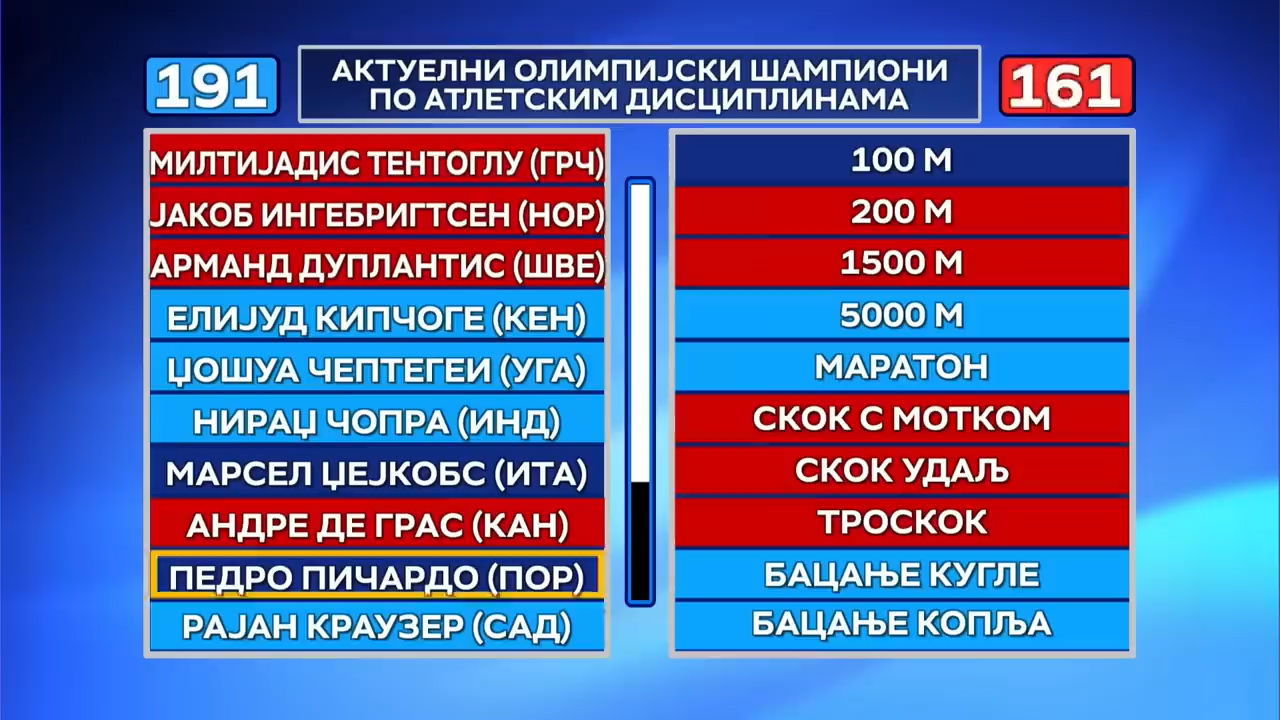 191
АКТУЕЛНИ ОЛИМПИЈСКИ ШАМПИОНИ
ПО АТЛЕТСКИМ ДИСЦИПЛИНАМА
161
МИЛТИЈАДИС ТЕНТОГЛУ (ГРЧ)
100 М
ЈАКОБ ИНГЕБРИГТСЕН (НОР)
200 М
АРМАНД ДУПЛАНТИС (ШВЕ)
1500 М
ЕЛИЈУД КИПЧОГЕ (КЕН)
5000 М
ЏОШУА ЧЕПТЕГЕИ (УГА)
МАРАТОН
НИРАЏ ЧОПРА (ИНД)
СКОК С МОТКОМ
МАРСЕЛ ЏЕЈКОБС (ИТА)
СКОК УДАЉ
АНДРЕ ДЕ ГРАС (КАН)
ТРОСКОК
ПЕДРО ПИЧАРДО (ПОР)
БАЦАЊЕ КУГЛЕ
РАЈАН КРАУЗЕР (САД)
БАЦАЊЕ КОПЉА